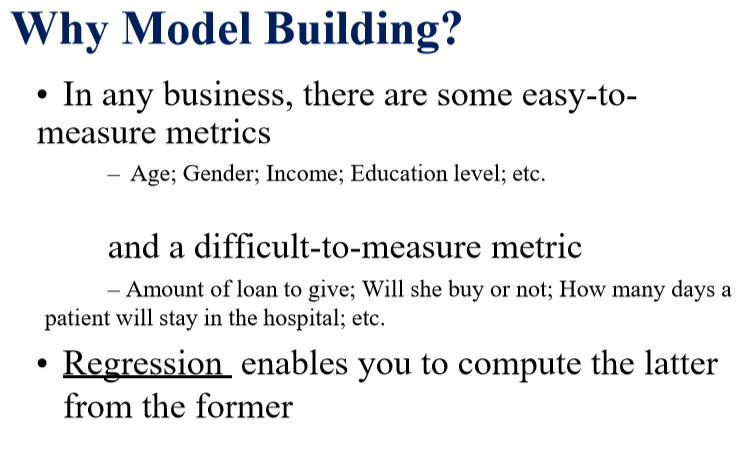 Why Model Building?
• In any business, there are some easy-to-
measure metrics
– Age; Gender; Income; Education level; etc.
and a difficult-to-measure metric
– Amount of loan to give; Will she buy or not; How many days a
patient will stay in the hospital; etc.
• Regression enables you to compute the latter
from the former